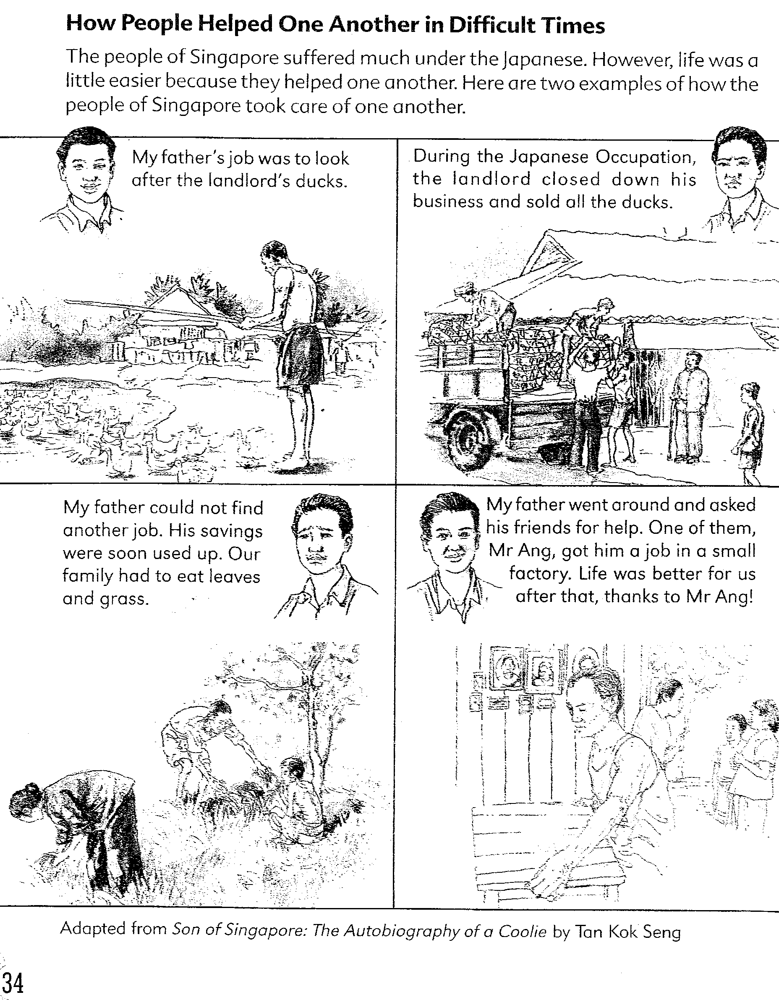 How People Helped One Another in Difficult Times
The people of Singapore suffered much under the Japanese. However, life was a
little easier because they helped one another. Here are two examples of how the
people of Singapore took care of one another.
My father's job was to look
after the landlord's ducks.
During the Japanese Occupation,
the landlord closed down his
business and sold all the ducks.
My father could not find
another job. His savings
were soon used up. Our
family had to eat leaves
and grass.
My father went around and asked
his friends for help. One of them,
Mr Ang, got him a job in a small
factory. Life was better for us
after that, thanks to Mr Ang!
Adapted from Son of Singapore: The Autobiography of a Coolie by Tan Kok Seng
34